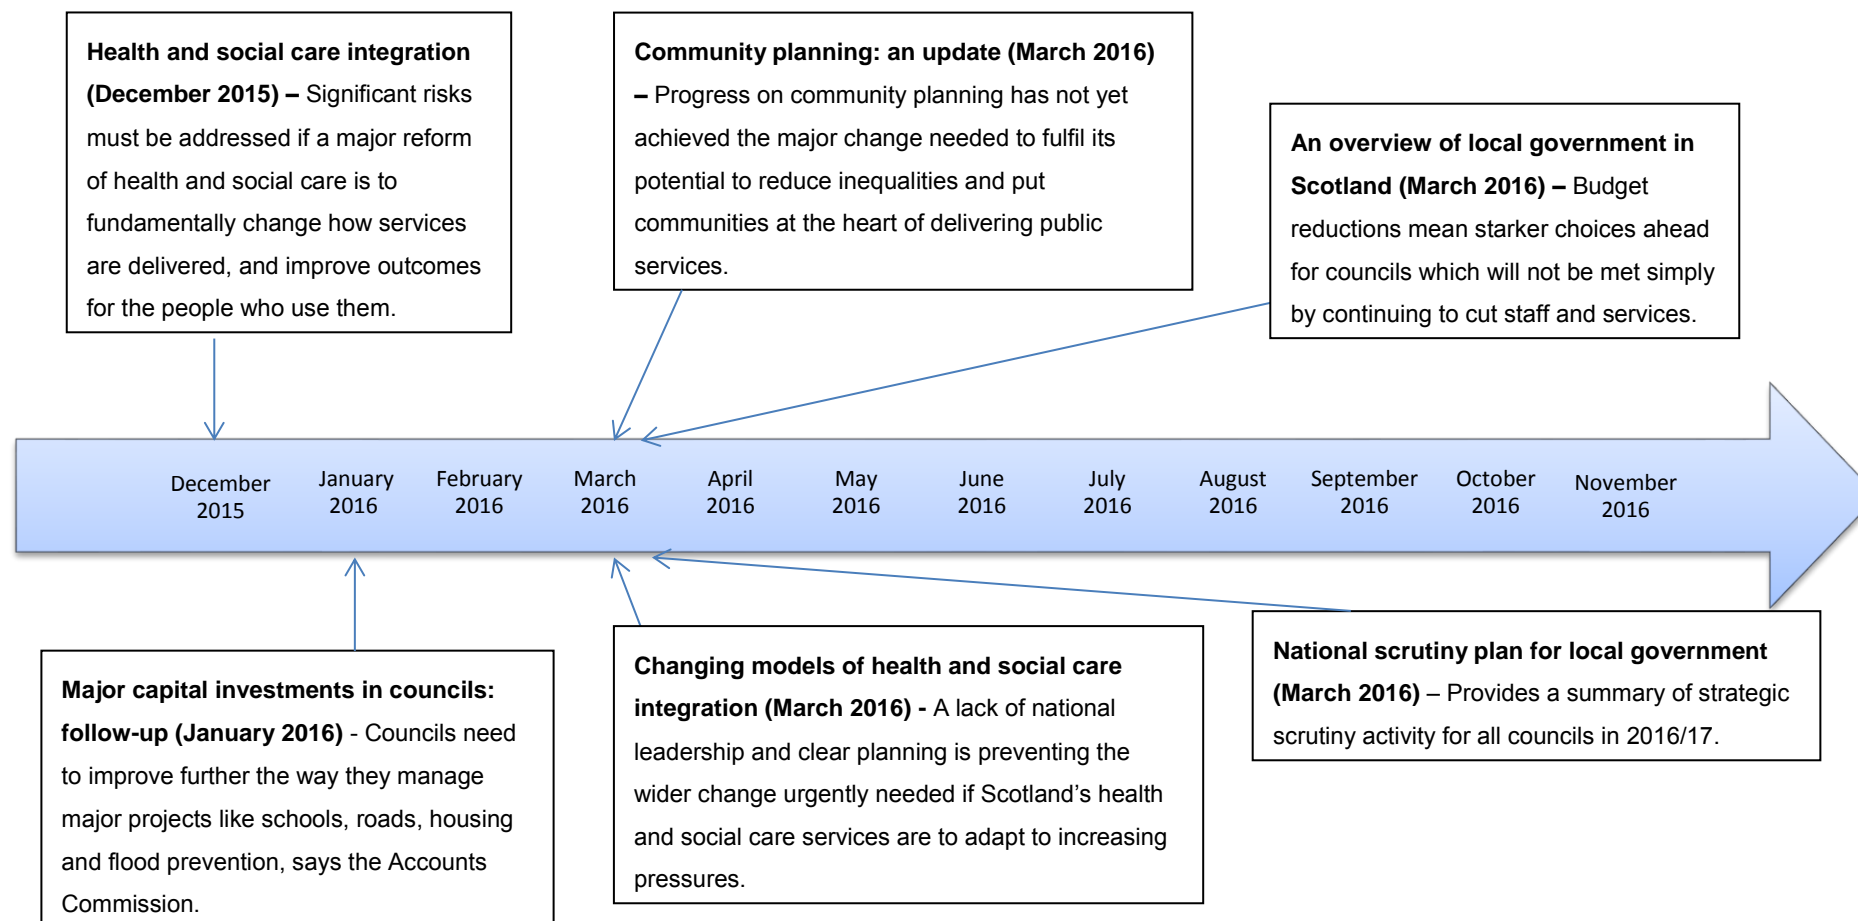 Health and social care integration
(December 2015) – Significant risks
must be addressed if a major reform
of health and social care is to
fundamentally change how services
are delivered, and improve outcomes
for the people who use them.
Community planning: an update (March 2016)
– Progress on community planning has not yet
achieved the major change needed to fulfil its
potential to reduce inequalities and put
communities at the heart of delivering public
services.
An overview of local government in
Scotland (March 2016) – Budget
reductions mean starker choices ahead
for councils which will not be met simply
by continuing to cut staff and services.
December
2015
January
2016
February
2016
March
2016
April
2016
May
2016
June
2016
July
2016
August
2016
September
2016
October
2016
November
2016
Major capital investments in councils:
follow-up (January 2016) - Councils need
to improve further the way they manage
major projects like schools, roads, housing
and flood prevention, says the Accounts
Commission.
Changing models of health and social care
integration (March 2016) - A lack of national
leadership and clear planning is preventing the
wider change urgently needed if Scotland’s health
and social care services are to adapt to increasing
pressures.
National scrutiny plan for local government
(March 2016) – Provides a summary of strategic
scrutiny activity for all councils in 2016/17.